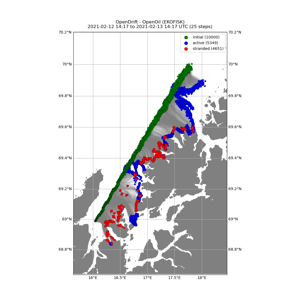 OpenDrift - OpenOil (EKOFISK)
2021-02-12 14:17 to 2021-02-13 14:17 UTC (25 steps)
70.2°N 70.2°N
initial (10000)
active (5349)
stranded (4651)
70°N 70°N
69.8°N 69.8°N
69.6°N 69.6°N
69.4°N 69.4°N
69.2°N 69.2°N
69°N 69°N
68.8°N 68.8°N
16°E 16.5°E 17°E 17.5°E 18°E